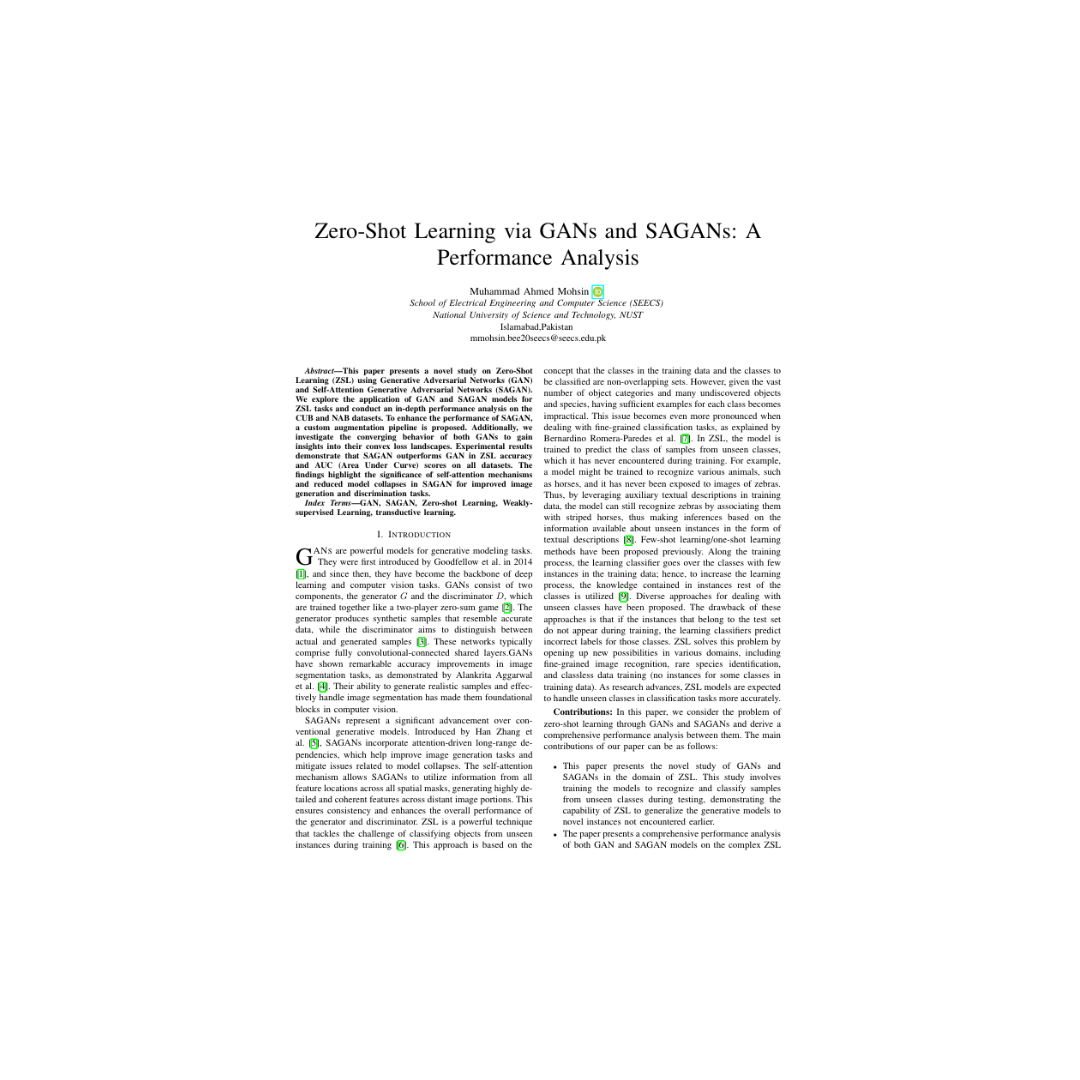 Zero-Shot Learning via GANs and SAGANs: A
Performance Analysis
Muhammad Ahmed Mohsin
School of Electrical Engineering and Computer Science (SEECS)
National University of Science and Technology, NUST
Islamabad,Pakistan
mmohsin.bee20seecs@seecs.edu.pk
Abstract—This paper presents a novel study on Zero-Shot
Learning (ZSL) using Generative Adversarial Networks (GAN)
and Self-Attention Generative Adversarial Networks (SAGAN).
We explore the application of GAN and SAGAN models for
ZSL tasks and conduct an in-depth performance analysis on the
CUB and NAB datasets. To enhance the performance of SAGAN,
a custom augmentation pipeline is proposed. Additionally, we
investigate the converging behavior of both GANs to gain
insights into their convex loss landscapes. Experimental results
demonstrate that SAGAN outperforms GAN in ZSL accuracy
and AUC (Area Under Curve) scores on all datasets. The
findings highlight the significance of self-attention mechanisms
and reduced model collapses in SAGAN for improved image
generation and discrimination tasks.
Index Terms—GAN, SAGAN, Zero-shot Learning, Weakly-
supervised Learning, transductive learning.
I. Introduction
GANs are powerful models for generative modeling tasks.
They were first introduced by Goodfellow et al. in 2014
[1], and since then, they have become the backbone of deep
learning and computer vision tasks. GANs consist of two
components, the generator G and the discriminator D, which
are trained together like a two-player zero-sum game [2]. The
generator produces synthetic samples that resemble accurate
data, while the discriminator aims to distinguish between
actual and generated samples [3]. These networks typically
comprise fully convolutional-connected shared layers.GANs
have shown remarkable accuracy improvements in image
segmentation tasks, as demonstrated by Alankrita Aggarwal
et al. [4]. Their ability to generate realistic samples and effec-
tively handle image segmentation has made them foundational
blocks in computer vision.
SAGANs represent a significant advancement over con-
ventional generative models. Introduced by Han Zhang et
al. [5], SAGANs incorporate attention-driven long-range de-
pendencies, which help improve image generation tasks and
mitigate issues related to model collapses. The self-attention
mechanism allows SAGANs to utilize information from all
feature locations across all spatial masks, generating highly de-
tailed and coherent features across distant image portions. This
ensures consistency and enhances the overall performance of
the generator and discriminator. ZSL is a powerful technique
that tackles the challenge of classifying objects from unseen
instances during training [6]. This approach is based on the
concept that the classes in the training data and the classes to
be classified are non-overlapping sets. However, given the vast
number of object categories and many undiscovered objects
and species, having sufficient examples for each class becomes
impractical. This issue becomes even more pronounced when
dealing with fine-grained classification tasks, as explained by
Bernardino Romera-Paredes et al. [7]. In ZSL, the model is
trained to predict the class of samples from unseen classes,
which it has never encountered during training. For example,
a model might be trained to recognize various animals, such
as horses, and it has never been exposed to images of zebras.
Thus, by leveraging auxiliary textual descriptions in training
data, the model can still recognize zebras by associating them
with striped horses, thus making inferences based on the
information available about unseen instances in the form of
textual descriptions [8]. Few-shot learning/one-shot learning
methods have been proposed previously. Along the training
process, the learning classifier goes over the classes with few
instances in the training data; hence, to increase the learning
process, the knowledge contained in instances rest of the
classes is utilized [9]. Diverse approaches for dealing with
unseen classes have been proposed. The drawback of these
approaches is that if the instances that belong to the test set
do not appear during training, the learning classifiers predict
incorrect labels for those classes. ZSL solves this problem by
opening up new possibilities in various domains, including
fine-grained image recognition, rare species identification,
and classless data training (no instances for some classes in
training data). As research advances, ZSL models are expected
to handle unseen classes in classification tasks more accurately.
Contributions: In this paper, we consider the problem of
zero-shot learning through GANs and SAGANs and derive a
comprehensive performance analysis between them. The main
contributions of our paper can be as follows:
• This paper presents the novel study of GANs and
SAGANs in the domain of ZSL. This study involves
training the models to recognize and classify samples
from unseen classes during testing, demonstrating the
capability of ZSL to generalize the generative models to
novel instances not encountered earlier.
• The paper presents a comprehensive performance analysis
of both GAN and SAGAN models on the complex ZSL